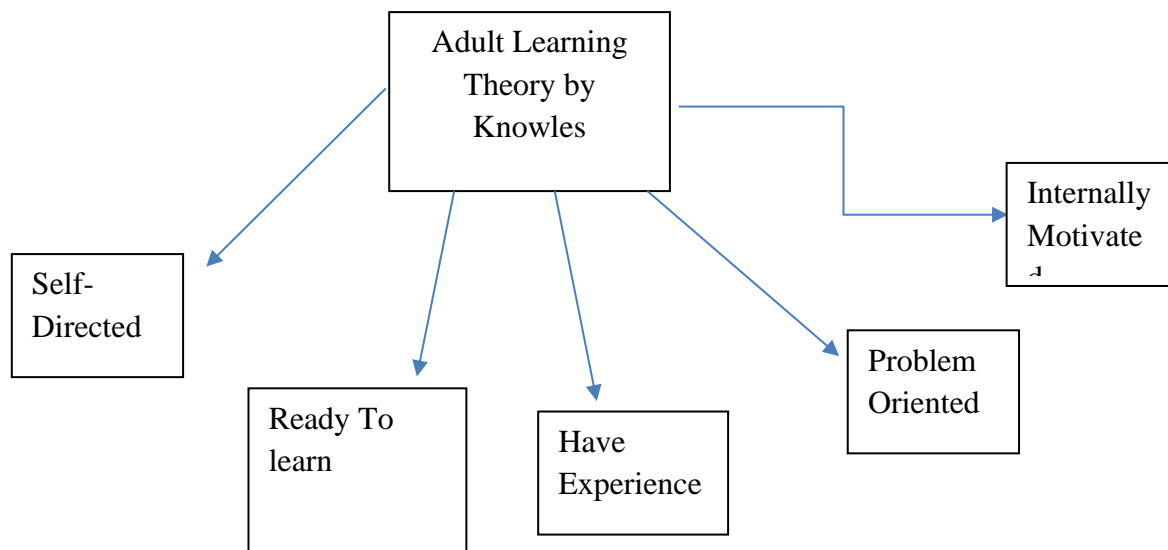 Adult Learning
Theory by
Knowles
Internally
Motivate
d
Self-
Directed
Problem
Oriented
Ready To
learn
Have
Experience